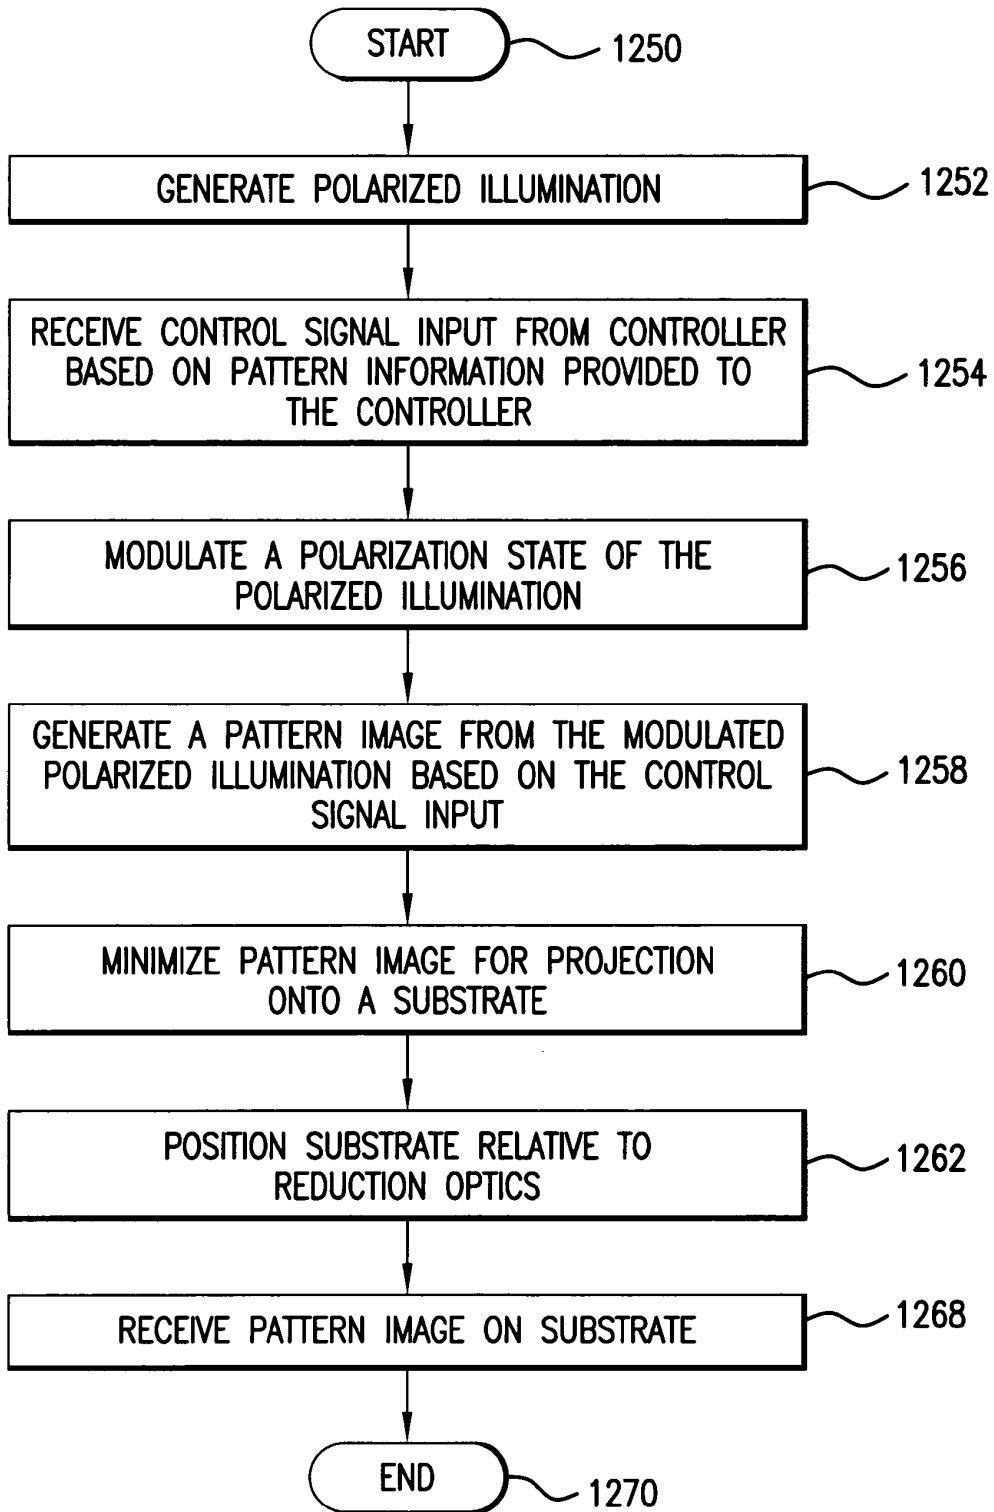 START
1250
GENERATE POLARIZED ILLUMINATION
1252
RECEIVE CONTROL SIGNAL INPUT FROM CONTROLLER
BASED ON PATTERN INFORMATION PROVIDED TO
THE CONTROLLER
1254
MODULATE A POLARIZATION STATE OF THE
POLARIZED ILLUMINATION
1256
GENERATE A PATTERN IMAGE FROM THE MODULATED
POLARIZED ILLUMINATION BASED ON THE CONTROL
SIGNAL INPUT
1258
MINIMIZE PATTERN IMAGE FOR PROJECTION
ONTO A SUBSTRATE
1260
POSITION SUBSTRATE RELATIVE TO
REDUCTION OPTICS
1262
RECEIVE PATTERN IMAGE ON SUBSTRATE
1268
END
1270